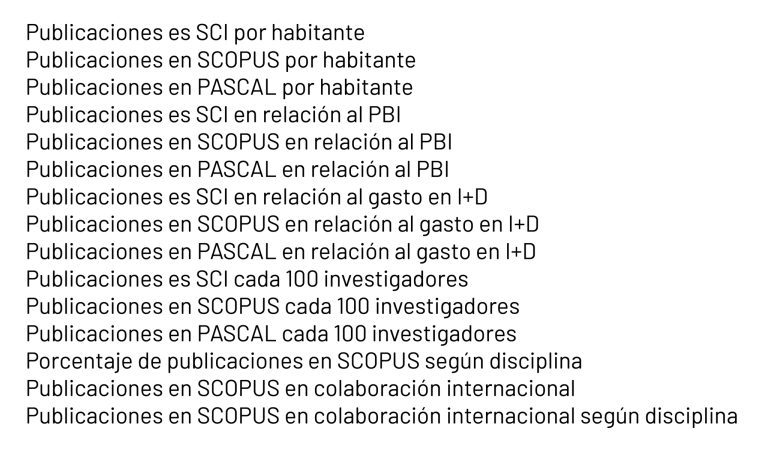 Publicaciones es SCI por habitante
Publicaciones en SCOPUS por habitante
Publicaciones en PASCAL por habitante
Publicaciones es SCI en relación al PBI
Publicaciones en SCOPUS en relación al PBI
Publicaciones en PASCAL en relación al PBI
Publicaciones es SCI en relación al gasto en I+D
Publicaciones en SCOPUS en relación al gasto en I+D
Publicaciones en PASCAL en relación al gasto en I+D
Publicaciones es SCI cada 100 investigadores
Publicaciones en SCOPUS cada 100 investigadores
Publicaciones en PASCAL cada 100 investigadores
Porcentaje de publicaciones en SCOPUS según disciplina
Publicaciones en SCOPUS en colaboración internacional
Publicaciones en SCOPUS en colaboración internacional según disciplina